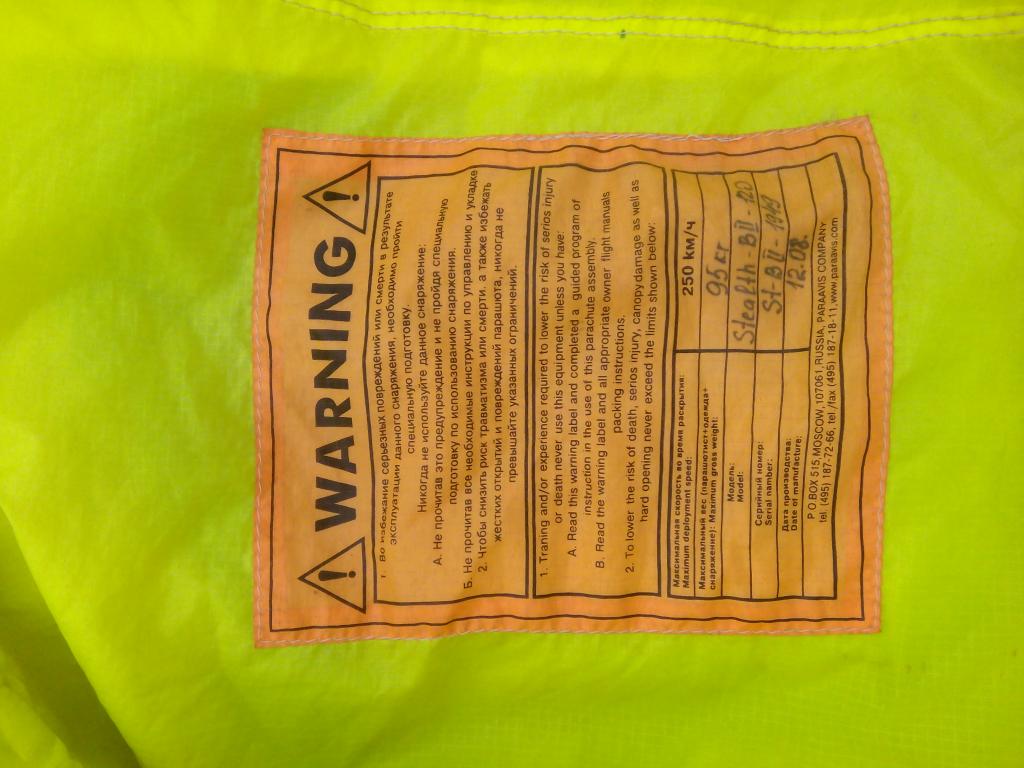 WARNING
1. Во избежание серьезных повреждений или смерти в результате
эксплуатации данного снаряжения, необходимо пройти
специальную подготовку.
Никогда не используйте данное снаряжение:
А. Не прочитав это предупреждение и не пройдя специальную
подготовку по использованию снаряжения.
Б. Не прочитав все необходимые инструкции по управлению и укладке
2. Чтобы снизить риск травматизма или смерти, а также избежать
жестких открытий и повреждений парашюта, никогда не
превышайте указанных ограничений.
1. Traning and/or experience required to lower the risk of serios injury
or death never use this equipment unless you have:
A. Read this warning label and completed a guided program of
instruction in the use of this parachute assembly.
B. Read the warning label and all appropriate owner flight manuals
packing instructions.
2. To lower the risk of death, serios injury, canopy damage as well as
hard opening never exceed the limits shown below:
Максимальная скорость во время раскрытия:
Maximum deployment speed:
250 км/ч
Максимальный вес (парашютист+одежда+
снаряжение): Maximum gross weight:
95 кг
Модель:
Model:
Stealth - BII - 120
Серийный номер:
Serial namber:
St-BII - 1949
Дата производства:
Date of manufacture:
12.08.
P O BOX 515 MOSCOW, 107061, RUSSIA, PARAAVIS COMPANY
tel. (495) 187-72-66, tel./fax (495) 187-18-11, www.paraavis.com